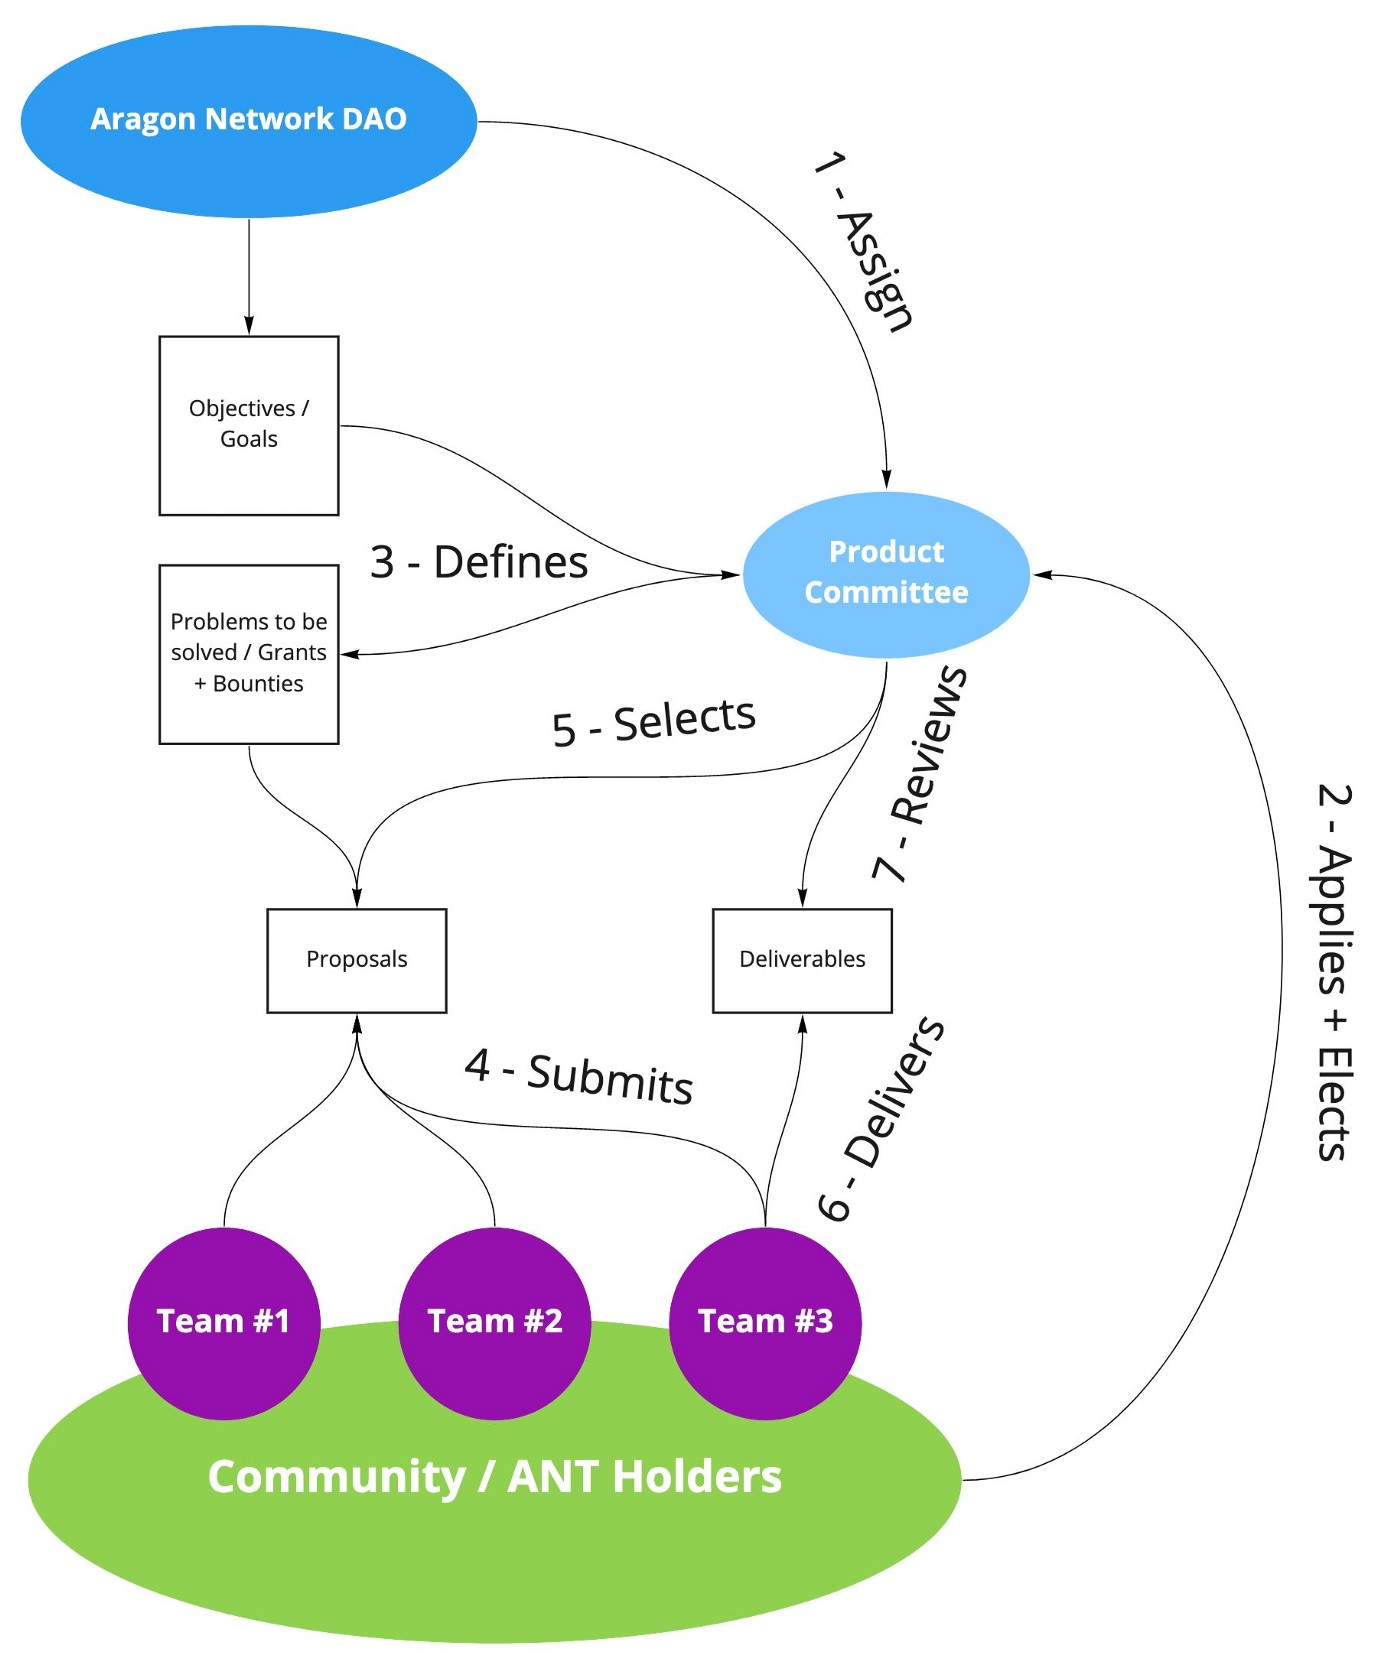 Aragon Network DAO
1 - Assign
Objectives /
Goals
3 - Defines
Product
Committee
Problems to be
solved / Grants
+ Bounties
5 - Selects
7 - Reviews
2 - Applies + Elects
Proposals
Deliverables
4 - Submits
6 - Delivers
Team #1
Team #2
Team #3
Community / ANT Holders